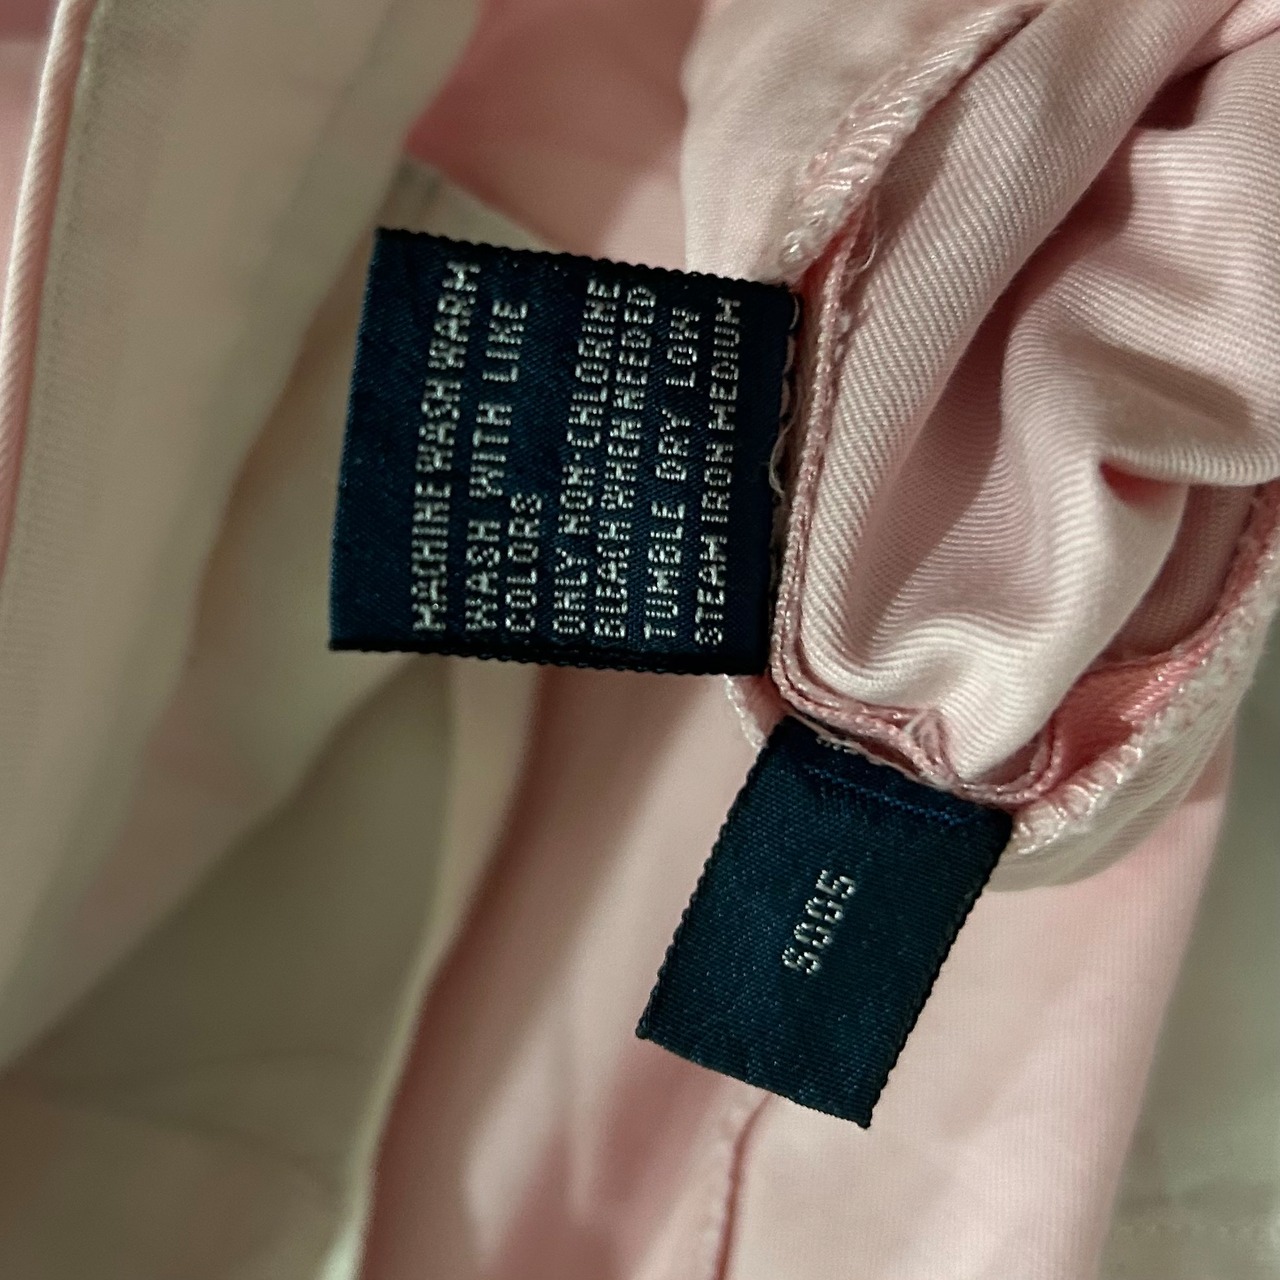 MACHINE WASH WARM
WASH WITH LIKE
COLORS
ONLY NON-CHLORINE
BLEACH WHEN NEEDED
TUMBLE DRY LOW
STEAM IRON MEDIUM
S005